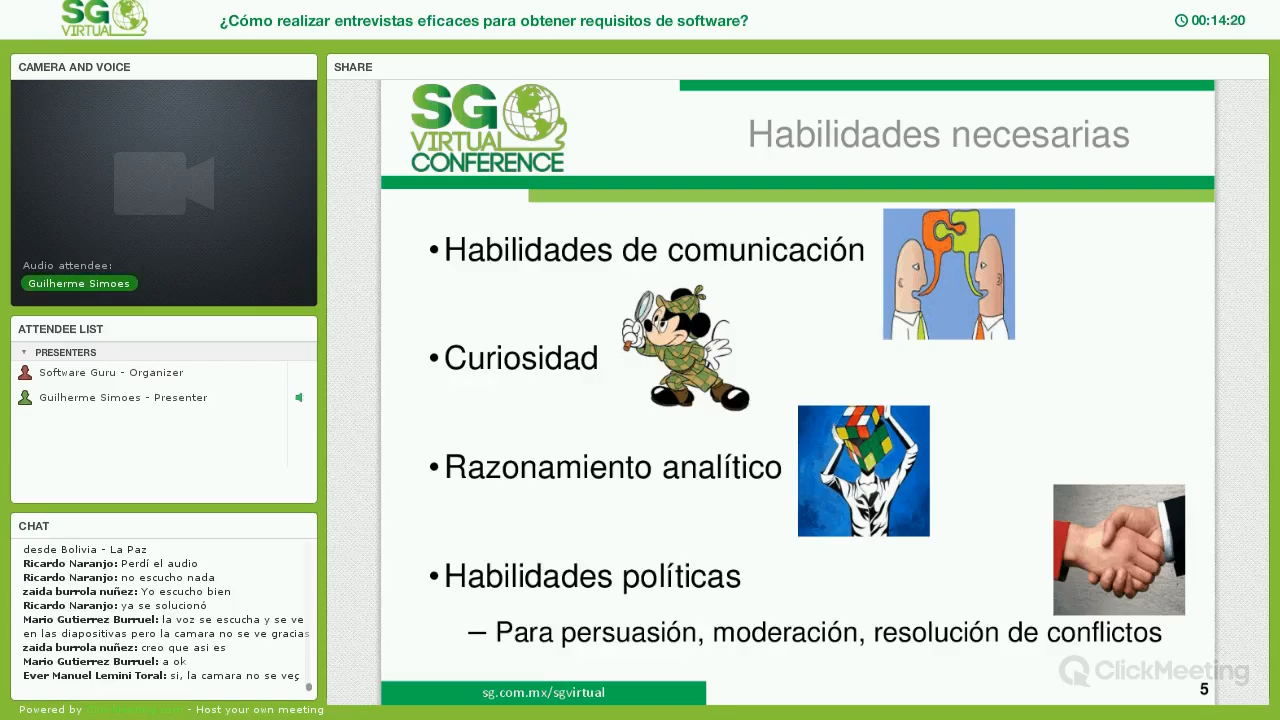 SG
VIRTUAL
¿Cómo realizar entrevistas eficaces para obtener requisitos de software?
00:14:20
CAMERA AND VOICE
Audio attendee:
Guilherme Simoes
ATTENDEE LIST
PRESENTERS
Software Guru - Organizer
Guilherme Simoes - Presenter
CHAT
desde Bolivia - La Paz
Ricardo Naranjo: Perdí el audio
Ricardo Naranjo: no escucho nada
zaida burrola nuñez: Yo escucho bien
Ricardo Naranjo: ya se solucionó
Mario Gutierrez Burruel: la voz se escucha y se ve
en las diapositivas pero la camara no se ve gracias
zaida burrola nuñez: creo que asi es
Mario Gutierrez Burruel: a ok
Ever Manuel Lemini Toral: si, la camara no se ve
Powered by ClickMeeting.com - Host your own meeting
SHARE
SG
VIRTUAL
CONFERENCE
Habilidades necesarias
• Habilidades de comunicación
• Curiosidad
• Razonamiento analítico
• Habilidades políticas
– Para persuasión, moderación, resolución de conflictos
ClickMeeting
sg.com.mx/sgvirtual
5